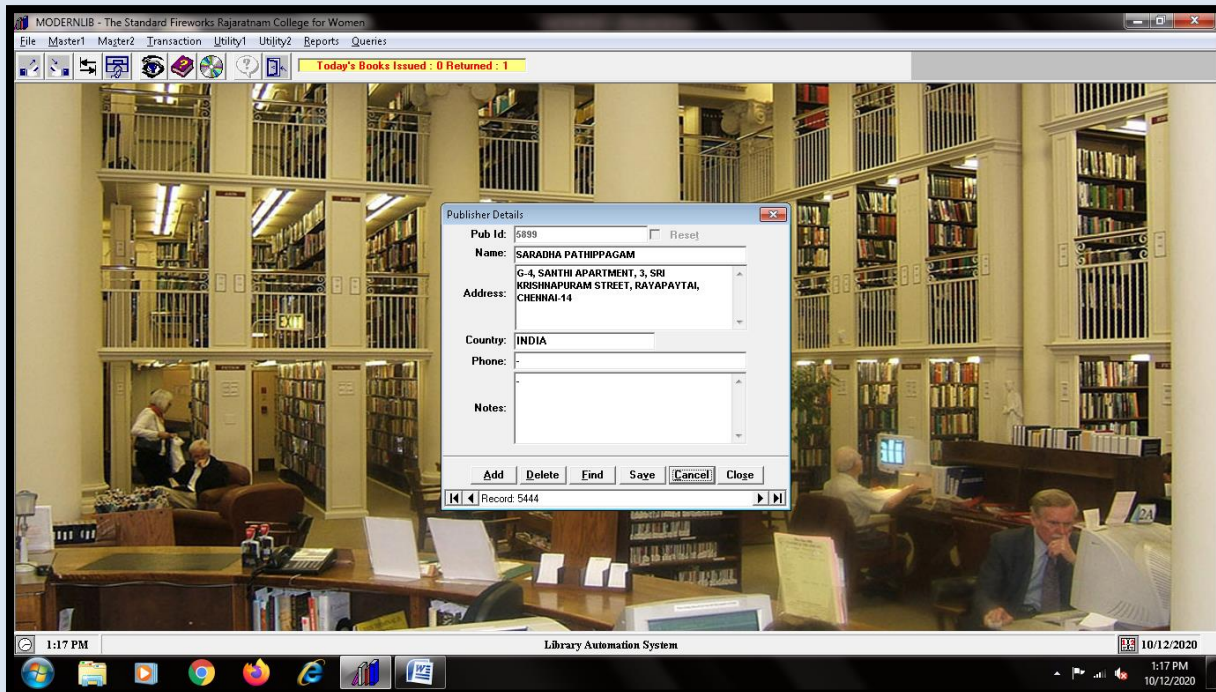 MODERNLIB - The Standard Fireworks Rajaratnam College for Women
File Master1 Master2 Transaction Utility1 Utility2 Reports Queries
Today's Books Issued : 0 Returned : 1
Publisher Details
Pub Id: 5899 Reset
Name: SARADHA PATHIPPAGAM
Address: G-4, SANTHI APARTMENT, 3, SRI
KRISHNAPURAM STREET, RAYAPAYTAI,
CHENNAI-14
Country: INDIA
Phone: -
Notes: -
Add Delete Find Save Cancel Close
Record: 5444
2A
1:17 PM Library Automation System 10/12/2020
1:17 PM
10/12/2020